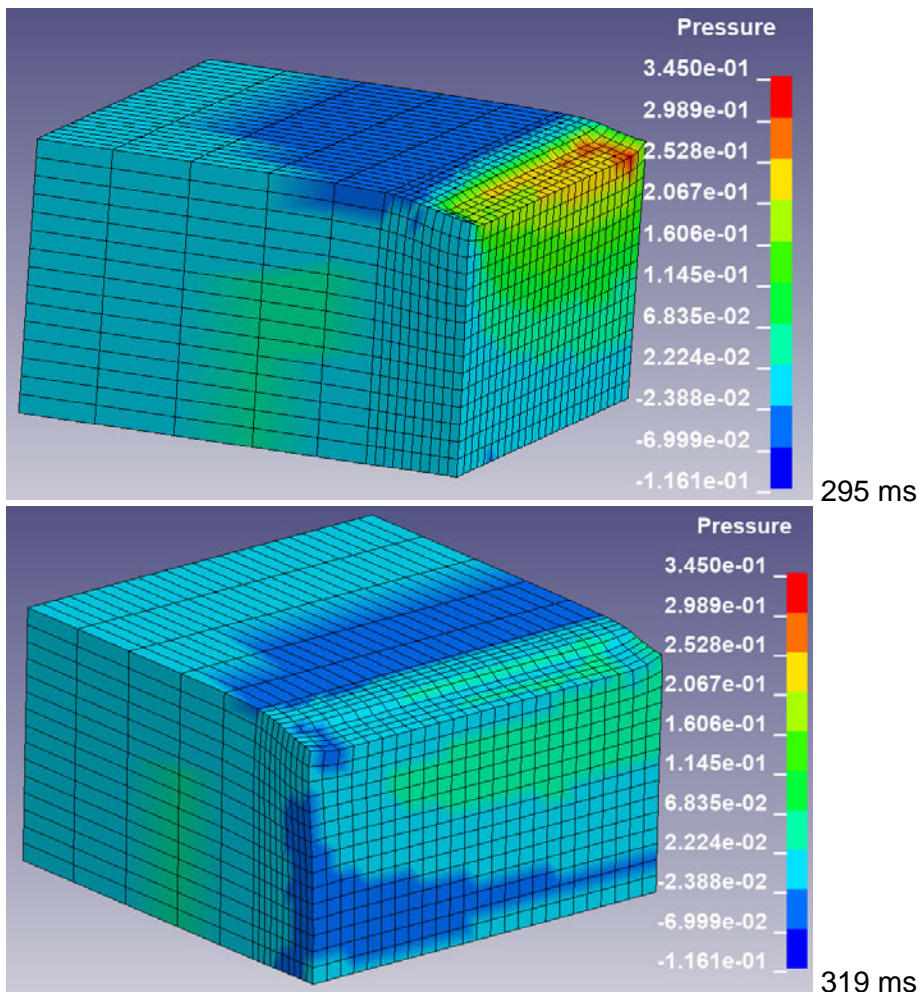 Pressure
3.450e-01
2.989e-01
2.528e-01
2.067e-01
1.606e-01
1.145e-01
6.835e-02
2.224e-02
-2.388e-02
-6.999e-02
-1.161e-01
295 ms
Pressure
3.450e-01
2.989e-01
2.528e-01
2.067e-01
1.606e-01
1.145e-01
6.835e-02
2.224e-02
-2.388e-02
-6.999e-02
-1.161e-01
319 ms